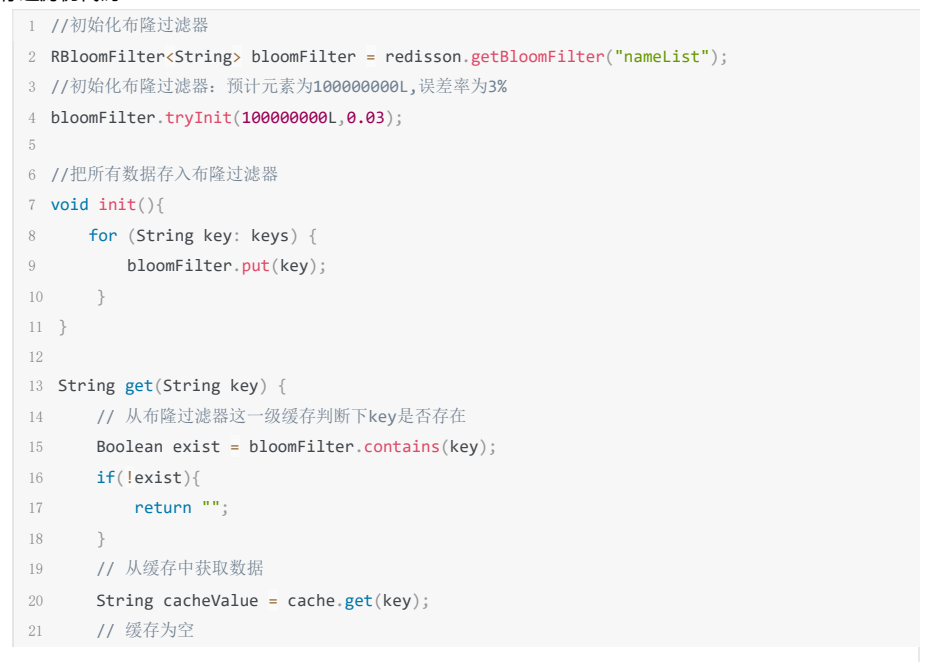 1 //初始化布隆过滤器
2 RBloomFilter<String> bloomFilter = redisson.getBloomFilter("nameList");
3 //初始化布隆过滤器：预计元素为100000000L,误差率为3%
4 bloomFilter.tryInit(100000000L,0.03);
5
6 //把所有数据存入布隆过滤器
7 void init(){
8     for (String key: keys) {
9         bloomFilter.put(key);
10     }
11 }
12
13 String get(String key) {
14     // 从布隆过滤器这一级缓存判断下key是否存在
15     Boolean exist = bloomFilter.contains(key);
16     if(!exist){
17         return "";
18     }
19     // 从缓存中获取数据
20     String cacheValue = cache.get(key);
21     // 缓存为空